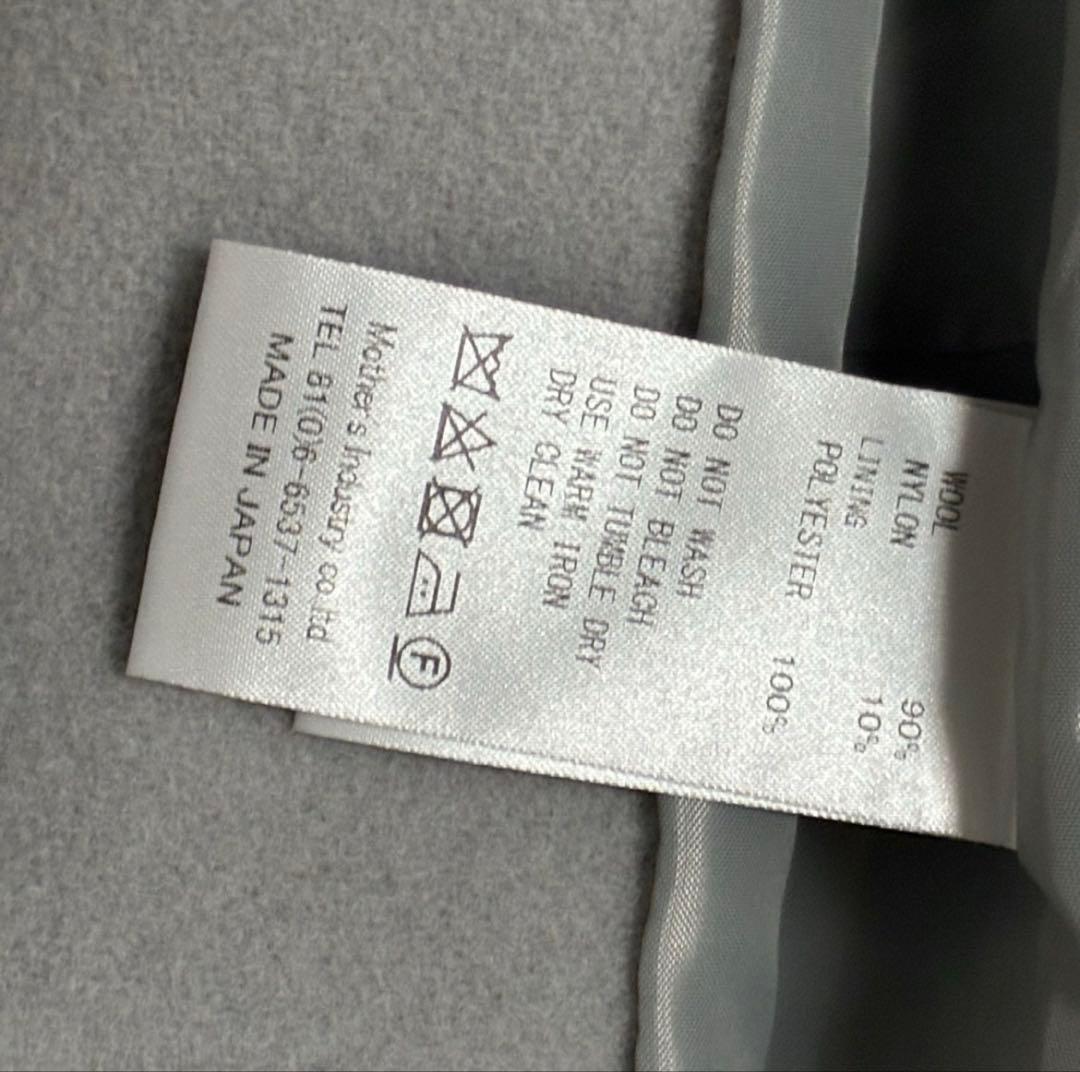 WOOL 90%
NYLON 10%
LINING
POLYESTER 100%
DO NOT WASH
DO NOT BLEACH
DO NOT TUMBLE DRY
USE WARM IRON
DRY CLEAN
F
Mother's Industry co.ltd
TEL 81(0)6-6537-1315
MADE IN JAPAN